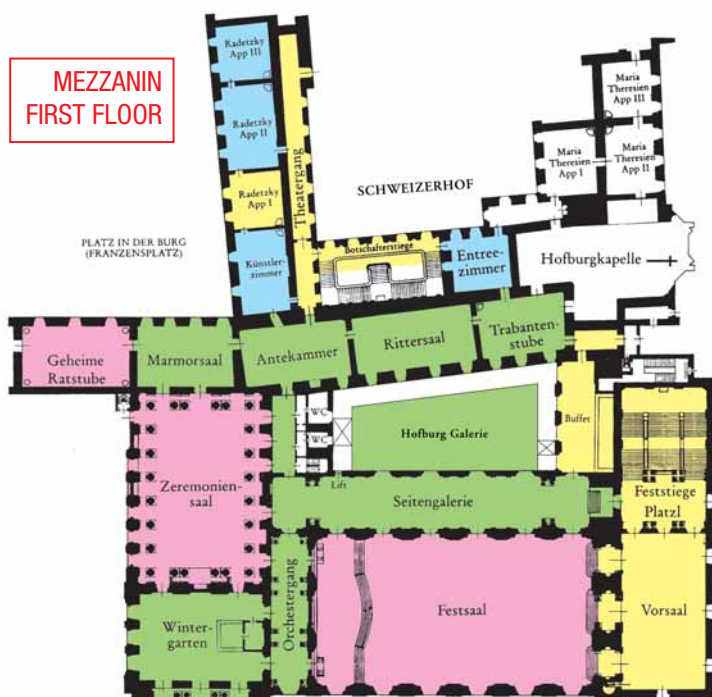 MEZZANIN
FIRST FLOOR
Radetzky
App III
Radetzky
App II
Radetzky
App I
Künstler-
zimmer
Theatergang
PLATZ IN DER BURG
(FRANZENSPLATZ)
SCHWEIZERHOF
Botschafterstiege
Entree-
zimmer
Maria
Theresien
App III
Maria
Theresien
App I
Maria
Theresien
App II
Hofburgkapelle
Geheime
Ratstube
Marmorsaal
Antekammer
Rittersaal
Trabanten-
stube
WC
WC
Hofburg Galerie
Buffet
Lift
Zeremonien-
saal
Seitengalerie
Feststiege
Platzl
Orchestergang
Festsaal
Vorsaal
Winter-
garten